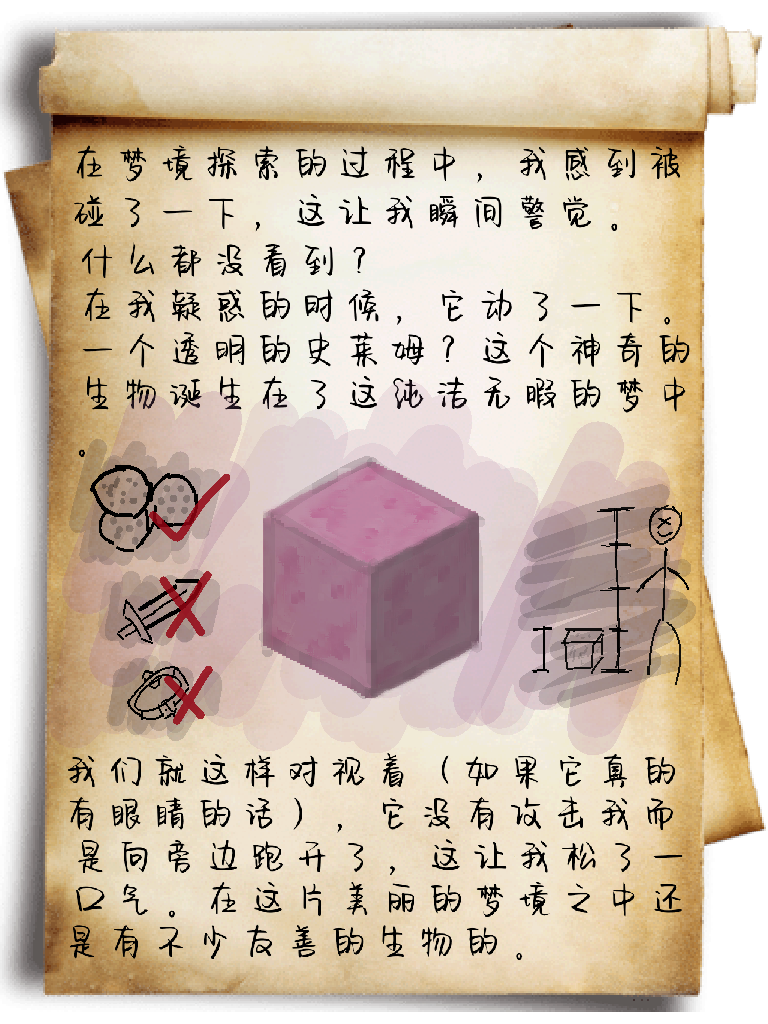 在梦境探索的过程中，我感到被
碰了一下，这让我瞬间警觉。
什么都没看到？
在我疑惑的时候，它动了一下。
一个透明的史莱姆？这个神奇的
生物诞生在了这纯洁无暇的梦中
。
我们就这样对视着（如果它真的
有眼睛的话），它没有攻击我而
是向旁边跑开了，这让我松了一
口气。在这片美丽的梦境之中还
是有不少友善的生物的。